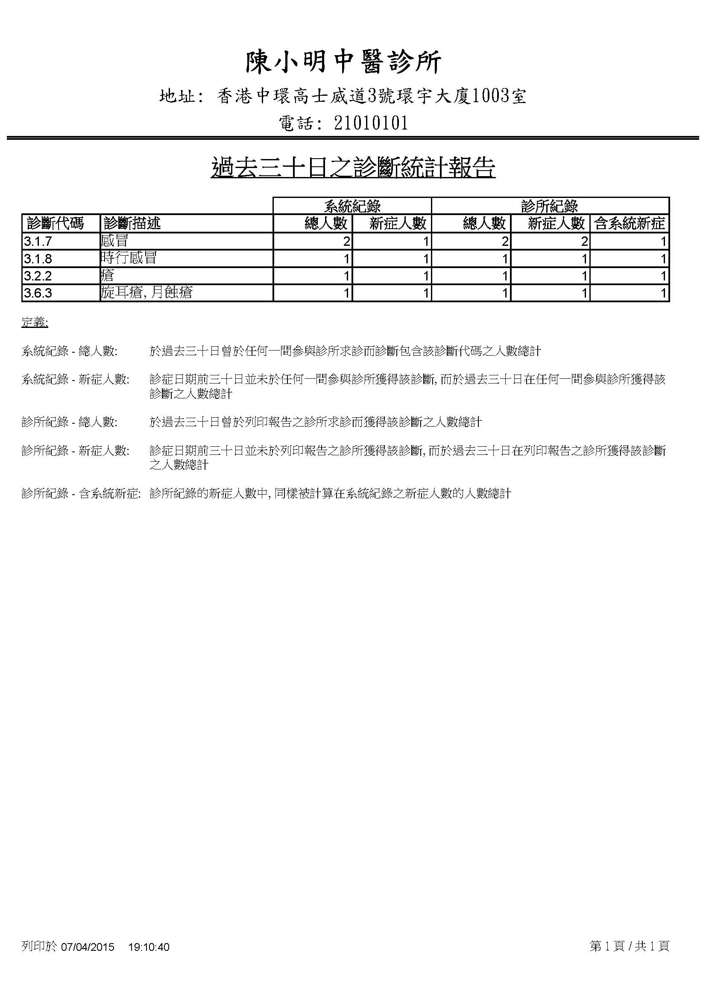 陳小明中醫診所
地址: 香港中環高士威道3號環宇大廈1003室
電話: 21010101
過去三十日之診斷統計報告
系統紀錄 診所紀錄
診斷代碼 診斷描述 總人數 新症人數 總人數 新症人數 含系統新症
3.1.7 感冒 2 1 2 2 1
3.1.8 時行感冒 1 1 1 1 1
3.2.2 瘡 1 1 1 1 1
3.6.3 旋耳瘡, 月蝕瘡 1 1 1 1 1
定義:
系統紀錄 - 總人數: 於過去三十日曾於任何一間參與診所求診而診斷包含該診斷代碼之人數總計
系統紀錄 - 新症人數: 診症日期前三十日並未於任何一間參與診所獲得該診斷, 而於過去三十日在任何一間參與診所獲得該
診斷之人數總計
診所紀錄 - 總人數: 於過去三十日曾於列印報告之診所求診而獲得該診斷之人數總計
診所紀錄 - 新症人數: 診症日期前三十日並未於列印報告之診所獲得該診斷, 而於過去三十日在列印報告之診所獲得該診斷
之人數總計
診所紀錄 - 含系統新症: 診所紀錄的新症人數中, 同樣被計算在系統紀錄之新症人數的人數總計
列印於 07/04/2015 19:10:40 第 1 頁 / 共 1 頁